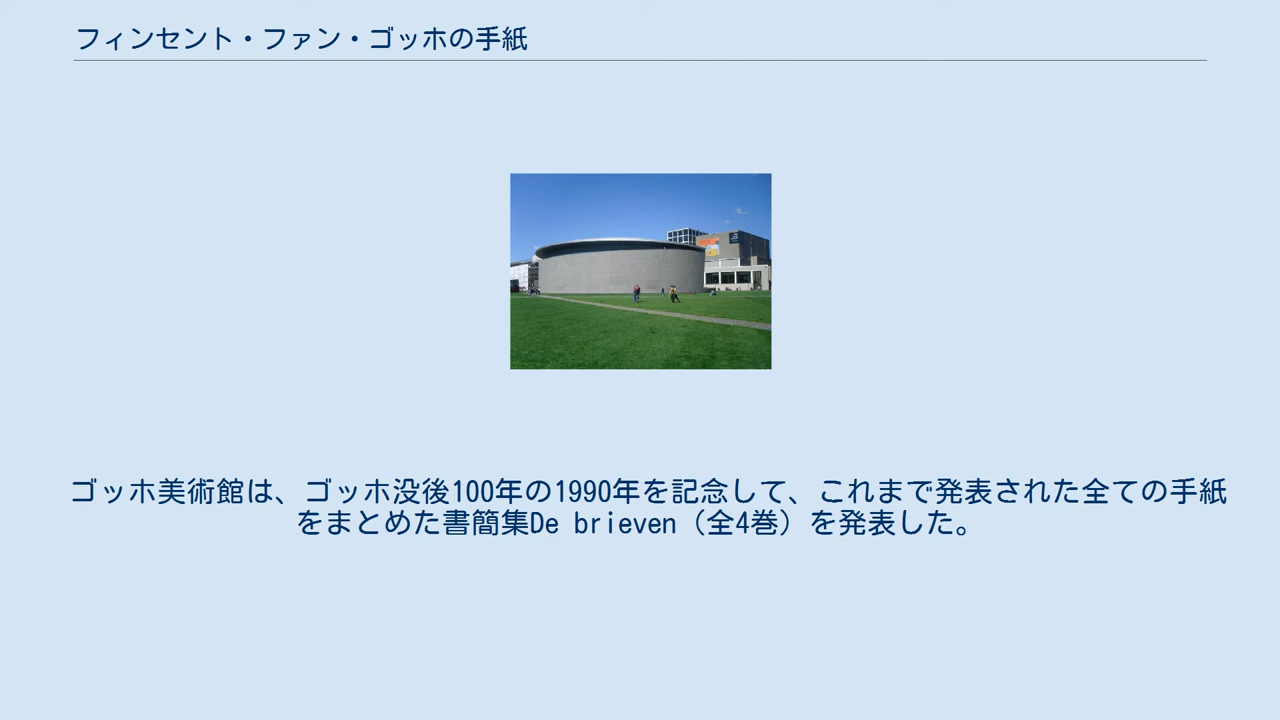 フィンセント・ファン・ゴッホの手紙
ゴッホ美術館は、ゴッホ没後100年の1990年を記念して、これまで発表された全ての手紙
をまとめた書簡集De brieven（全4巻）を発表した。